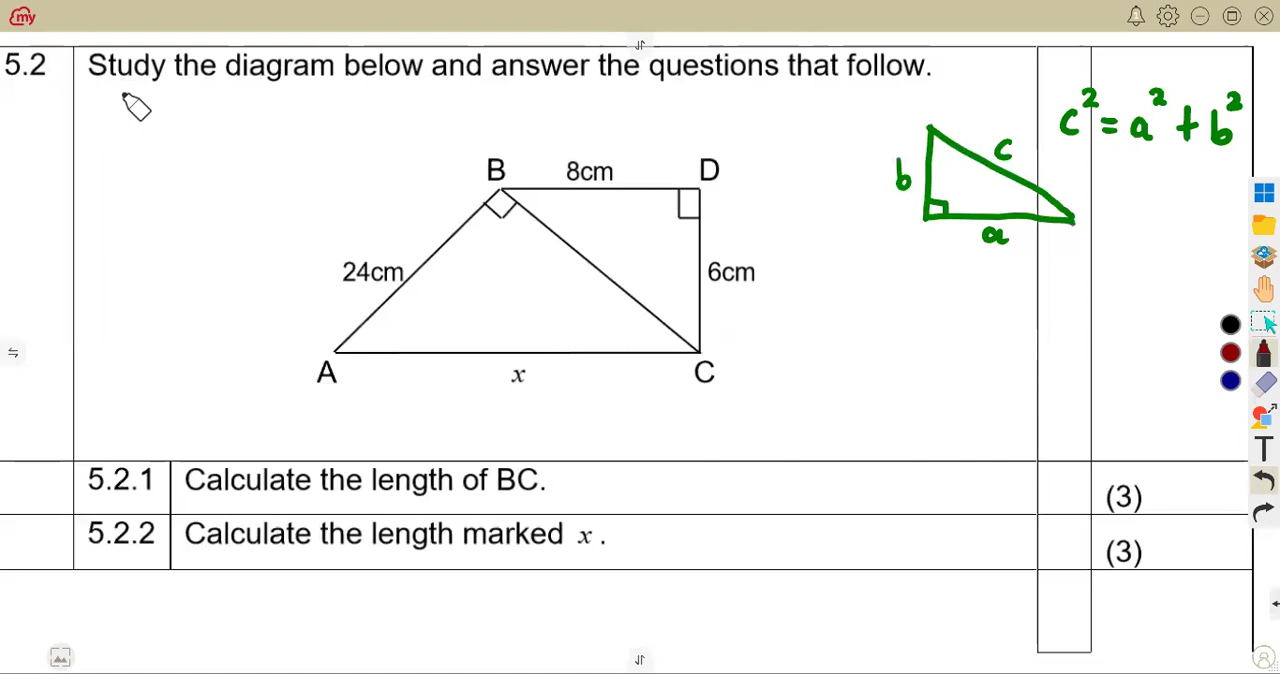 my
5.2 Study the diagram below and answer the questions that follow.
c² = a² + b²
B 8cm D
c
b
a
24cm 6cm
A x C
5.2.1 Calculate the length of BC. (3)
5.2.2 Calculate the length marked x . (3)
T